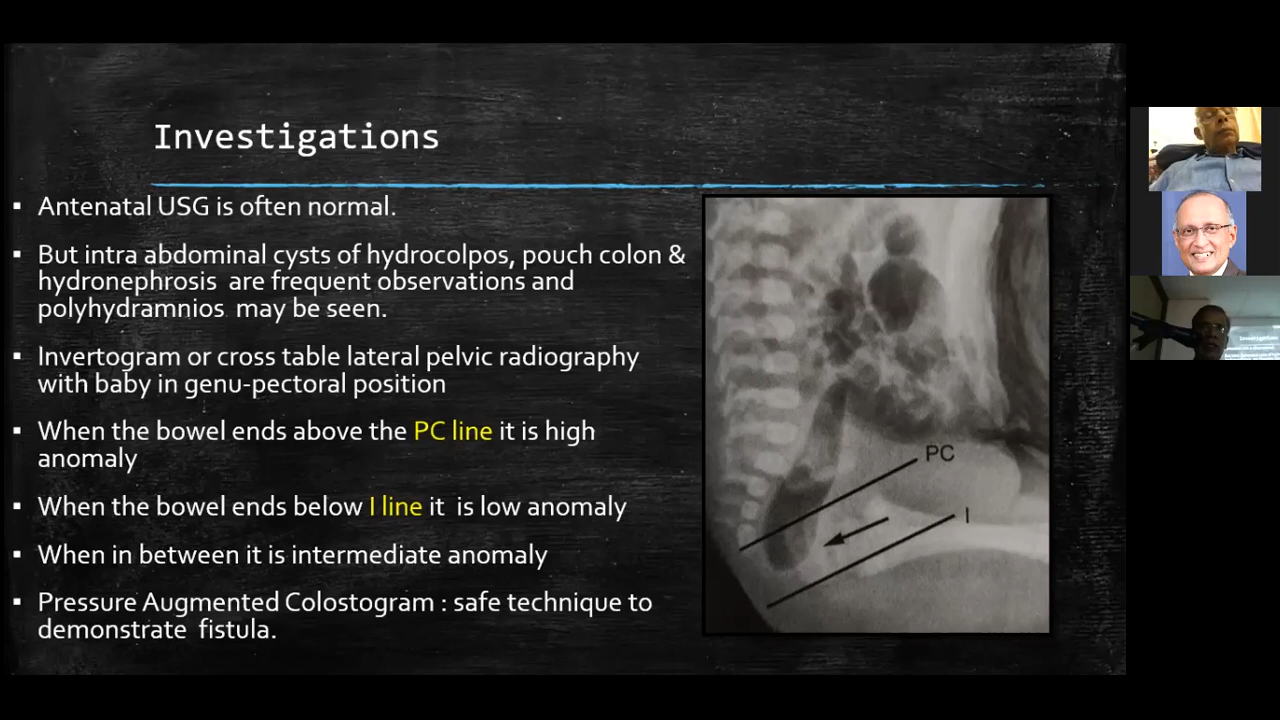 Investigations
▪ Antenatal USG is often normal.
▪ But intra abdominal cysts of hydrocolpos, pouch colon &
hydronephrosis are frequent observations and
polyhydramnios may be seen.
▪ Invertogram or cross table lateral pelvic radiography
with baby in genu-pectoral position
▪ When the bowel ends above the PC line it is high
anomaly
▪ When the bowel ends below I line it is low anomaly
▪ When in between it is intermediate anomaly
▪ Pressure Augmented Colostogram : safe technique to
demonstrate fistula.
PC
I
Investigations